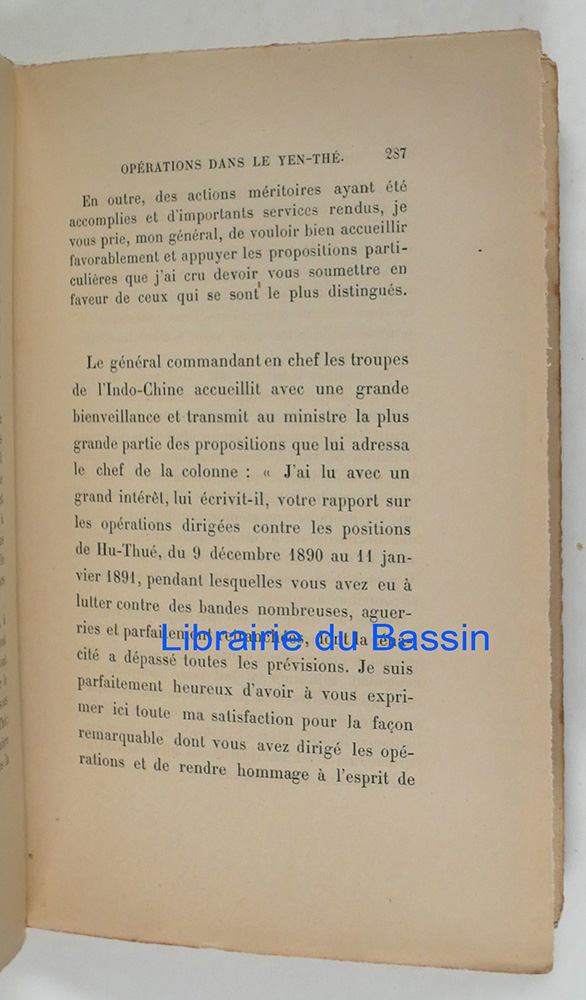 OPÉRATIONS DANS LE YEN-THÉ. 287
En outre, des actions méritoires ayant été
accomplies et d'importants services rendus, je
vous prie, mon général, de vouloir bien accueillir
favorablement et appuyer les propositions parti-
culières que j'ai cru devoir vous soumettre en
faveur de ceux qui se sont le plus distingués.
Le général commandant en chef les troupes
de l'Indo-Chine accueillit avec une grande
bienveillance et transmit au ministre la plus
grande partie des propositions que lui adressa
le chef de la colonne : « J'ai lu avec un
grand intérêt, lui écrivit-il, votre rapport sur
les opérations dirigées contre les positions
de Hu-Thué, du 9 décembre 1890 au 11 jan-
vier 1891, pendant lesquelles vous avez eu à
lutter contre des bandes nombreuses, aguer-
ries et parfaitement retranchées, dont la téna-
Librairie du Bassin
cité a dépassé toutes les prévisions. Je suis
parfaitement heureux d'avoir à vous expri-
mer ici toute ma satisfaction pour la façon
remarquable dont vous avez dirigé les opé-
rations et de rendre hommage à l'esprit de